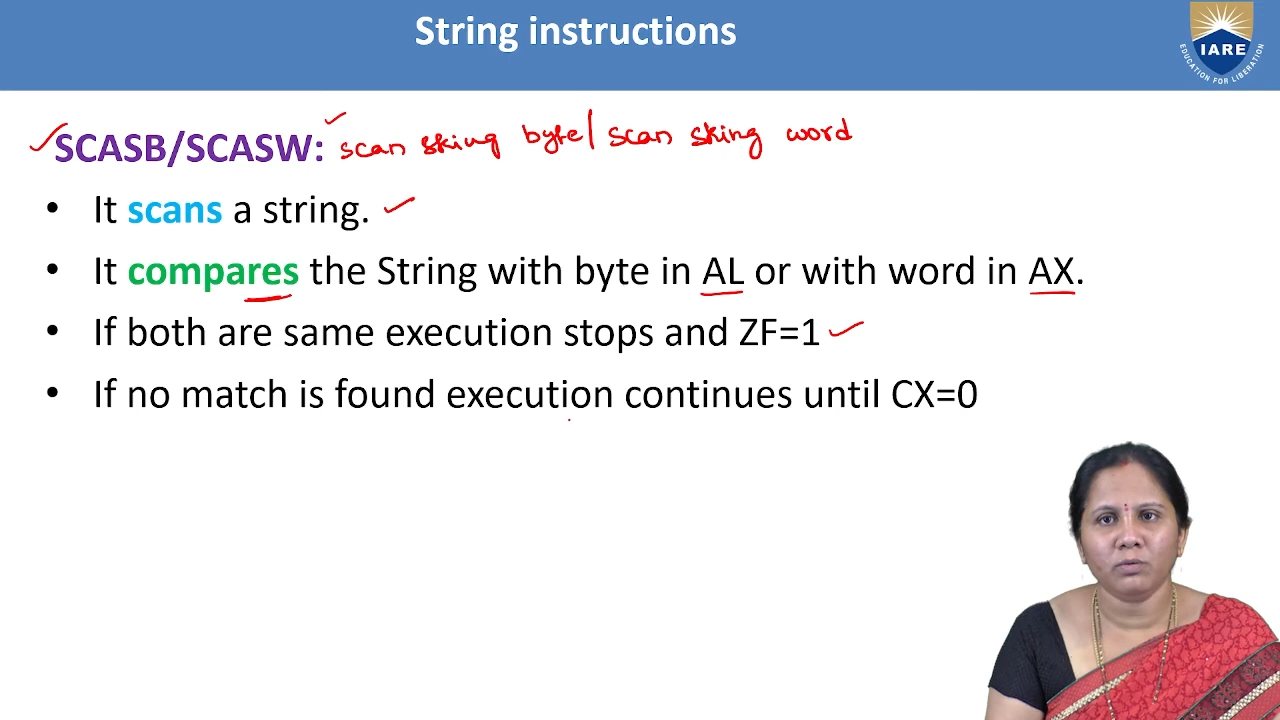 String instructions
IARE
EDUCATION FOR LIBERATION
SCASB/SCASW: scan string byte/ scan string word
• It scans a string.
• It compares the String with byte in AL or with word in AX.
• If both are same execution stops and ZF=1
• If no match is found execution continues until CX=0